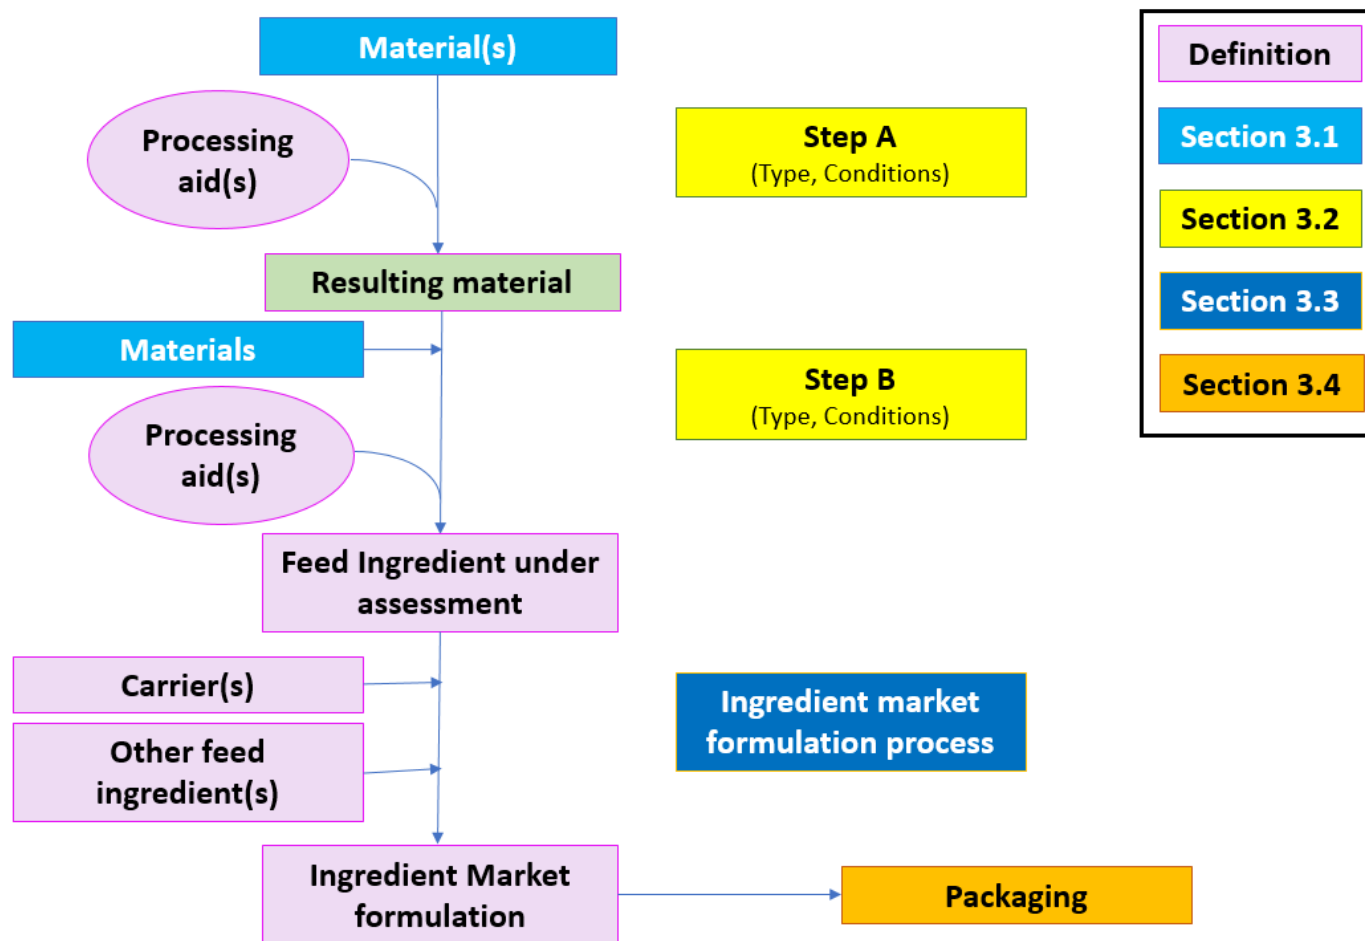 Material(s)
Processing
aid(s)
Step A
(Type, Conditions)
Resulting material
Materials
Step B
(Type, Conditions)
Processing
aid(s)
Feed Ingredient under
assessment
Carrier(s)
Other feed
ingredient(s)
Ingredient market
formulation process
Ingredient Market
formulation
Packaging
Definition
Section 3.1
Section 3.2
Section 3.3
Section 3.4